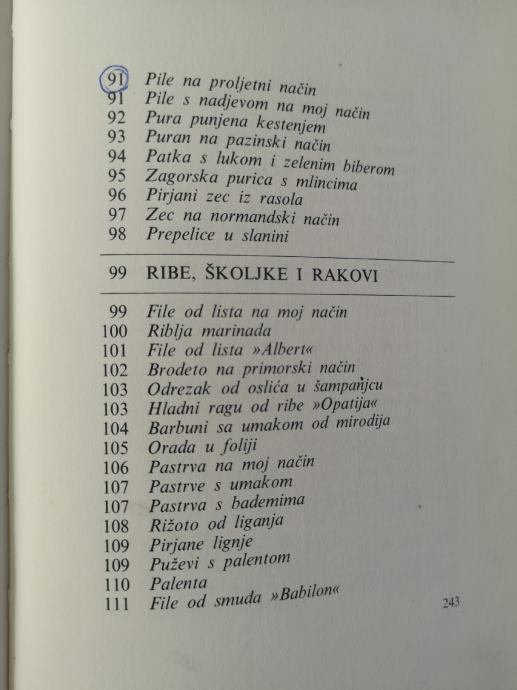 91 Pile na proljetni način
91 Pile s nadjevom na moj način
92 Pura punjena kestenjem
93 Puran na pazinski način
94 Patka s lukom i zelenim biberom
95 Zagorska purica s mlincima
96 Pirjani zec iz rasola
97 Zec na normandski način
98 Prepelice u slanini
99 RIBE, ŠKOLJKE I RAKOVI
99 File od lista na moj način
100 Riblja marinada
101 File od lista »Albert«
102 Brodeto na primorski način
103 Odrezak od oslića u šampanjcu
103 Hladni ragu od ribe »Opatija«
104 Barbuni sa umakom od mirodija
105 Orada u foliji
106 Pastrva na moj način
107 Pastrve s umakom
107 Pastrva s bademima
108 Rižoto od liganja
109 Pirjane lignje
109 Puževi s palentom
110 Palenta
111 File od smuđa »Babilon«
243